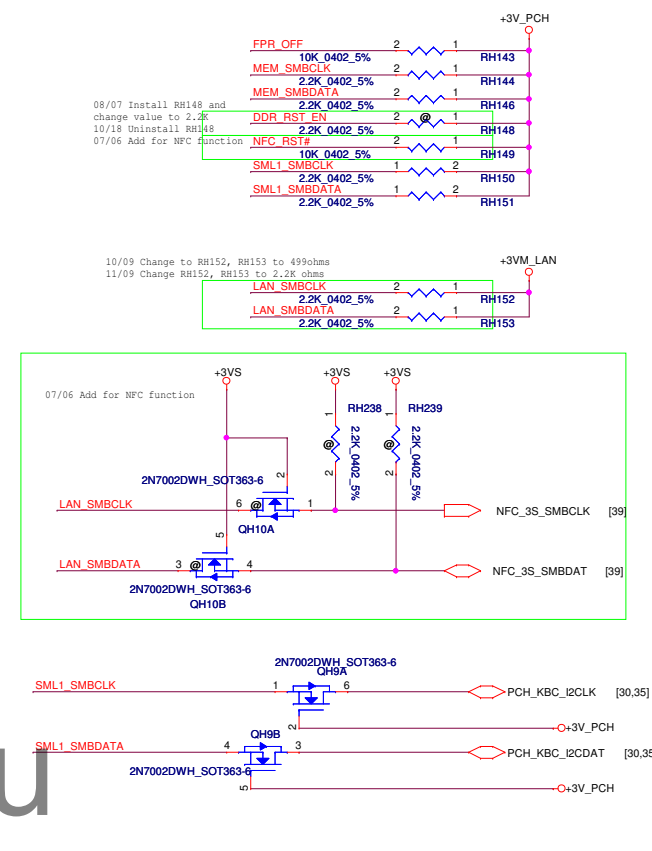 +3V_PCH
FPR_OFF 2 1
10K_0402_5% RH143
MEM_SMBCLK 2 1
2.2K_0402_5% RH144
MEM_SMBDATA 2 1
2.2K_0402_5% RH146
08/07 Install RH148 and
change value to 2.2K
DDR_RST_EN 2 @ 1
10/18 Uninstall RH148
2.2K_0402_5% RH148
07/06 Add for NFC function
NFC_RST# 2 1
10K_0402_5% RH149
SML1_SMBCLK 1 2
2.2K_0402_5% RH150
SML1_SMBDATA 1 2
2.2K_0402_5% RH151
10/09 Change to RH152, RH153 to 499ohms
+3VM_LAN
11/09 Change RH152, RH153 to 2.2K ohms
LAN_SMBCLK 2 1
2.2K_0402_5% RH152
LAN_SMBDATA 2 1
2.2K_0402_5% RH153
+3VS +3VS +3VS
07/06 Add for NFC function
1 RH238 1 RH239
@ 2.2K_0402_5% @ 2.2K_0402_5%
2 2
2N7002DWH_SOT363-6 2
LAN_SMBCLK 6 @ 1 NFC_3S_SMBCLK [39]
QH10A
5
LAN_SMBDATA 3 @ 4 NFC_3S_SMBDAT [39]
2N7002DWH_SOT363-6
QH10B
2N7002DWH_SOT363-6
QH9A
SML1_SMBCLK 1 6 PCH_KBC_I2CLK [30,35]
2 +3V_PCH
QH9B
SML1_SMBDATA 4 3 PCH_KBC_I2CDAT [30,35
2N7002DWH_SOT363-6
5 +3V_PCH
u